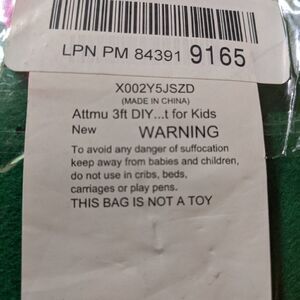 LPN PM 84391 9165
X002Y5JSZD
(MADE IN CHINA)
Attmu 3ft DIY...t for Kids
New WARNING
To avoid any danger of suffocation
keep away from babies and children,
do not use in cribs, beds,
carriages or play pens.
THIS BAG IS NOT A TOY